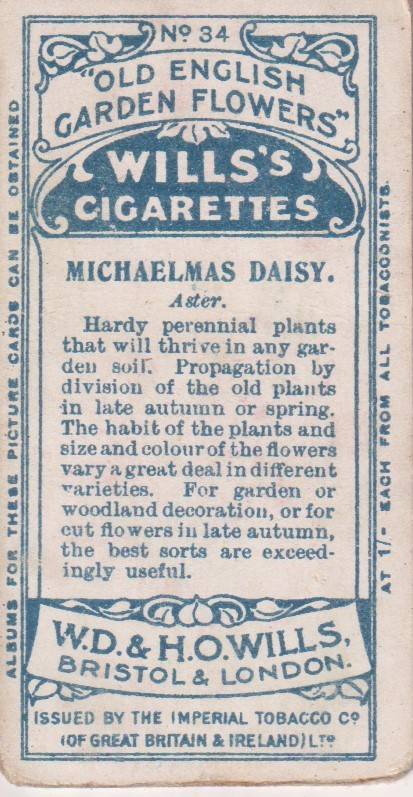 Nº 34
"OLD ENGLISH
GARDEN FLOWERS"
WILLS'S
CIGARETTES
MICHAELMAS DAISY.
Aster.
Hardy perennial plants
that will thrive in any gar-
den soil. Propagation by
division of the old plants
in late autumn or spring.
The habit of the plants and
size and colour of the flowers
vary a great deal in different
varieties. For garden or
woodland decoration, or for
cut flowers in late autumn,
the best sorts are exceed-
ingly useful.
W.D. & H.O. WILLS,
BRISTOL & LONDON.
ISSUED BY THE IMPERIAL TOBACCO Cº
(OF GREAT BRITAIN & IRELAND) LTD
ALBUMS FOR THESE PICTURE CARDS CAN BE OBTAINED
AT 1/- EACH FROM ALL TOBACCONISTS.